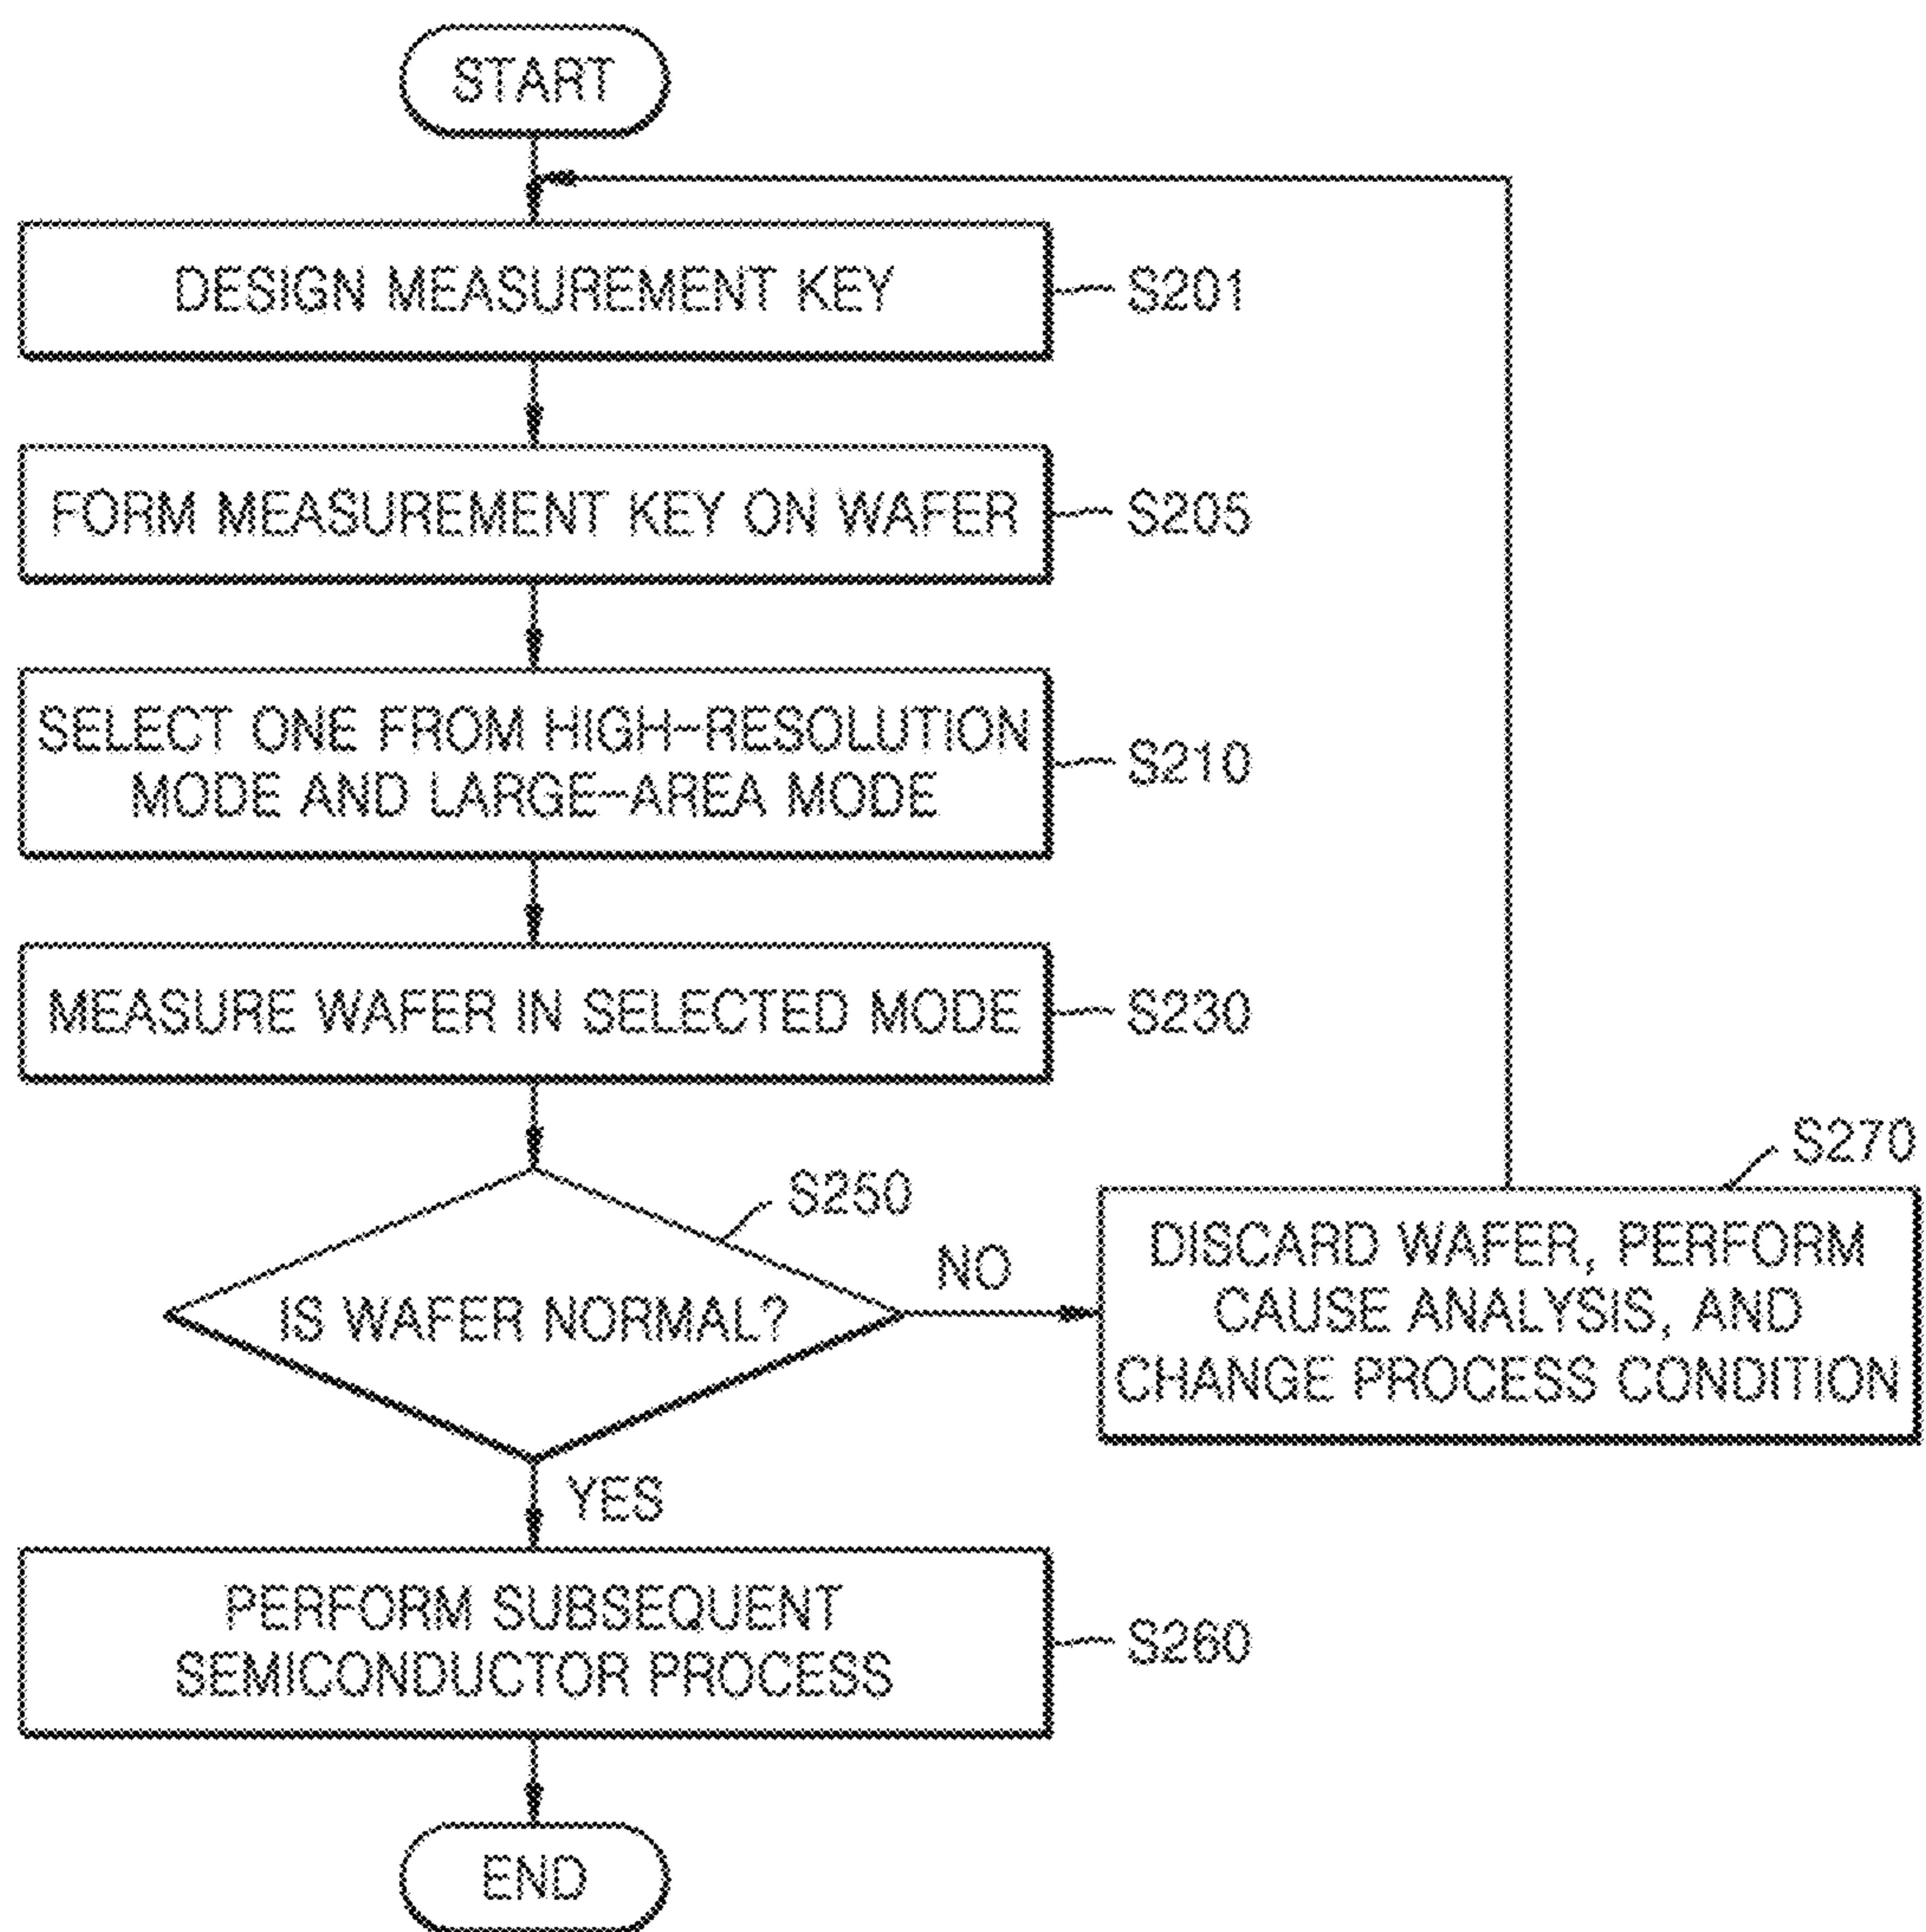 START
DESIGN MEASUREMENT KEY
S201
FORM MEASUREMENT KEY ON WAFER
S205
SELECT ONE FROM HIGH-RESOLUTION
MODE AND LARGE-AREA MODE
S210
MEASURE WAFER IN SELECTED MODE
S230
S250
IS WAFER NORMAL?
NO
S270
DISCARD WAFER, PERFORM
CAUSE ANALYSIS, AND
CHANGE PROCESS CONDITION
YES
PERFORM SUBSEQUENT
SEMICONDUCTOR PROCESS
S260
END